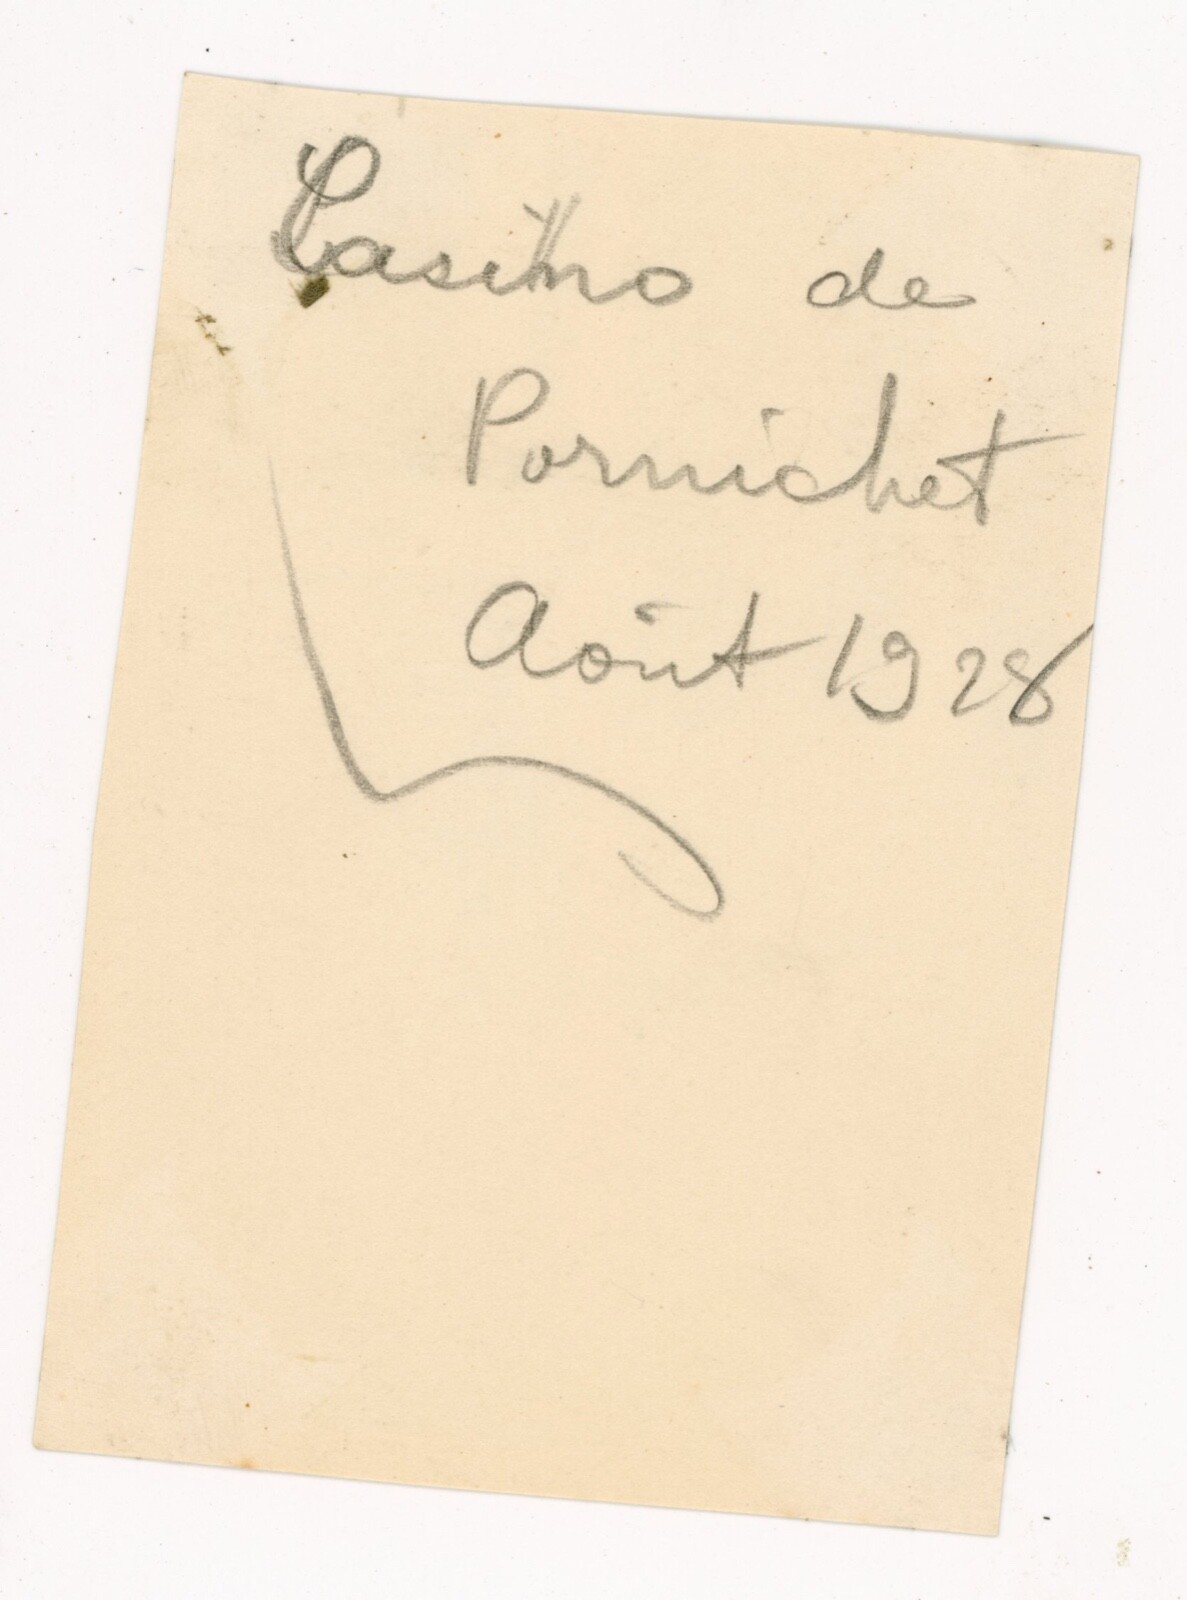 Casino de
Pornichet
Août 1928